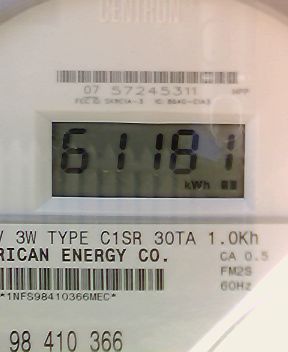 CENTRON
07 57245311
61181
kWh
V 3W TYPE C1SR 30TA 1.0Kh
RICAN ENERGY CO.
CA 0.5
FM2S
60Hz
*1NFS98410366MEC*
98 410 366